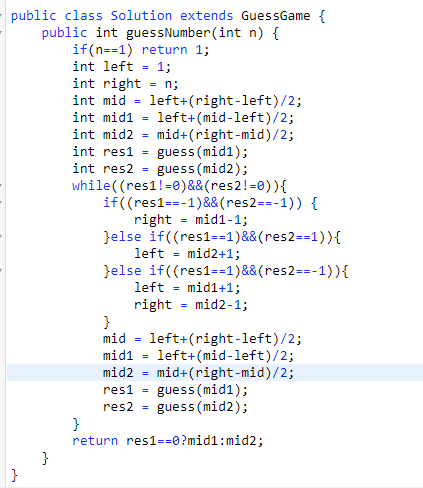 public class Solution extends GuessGame {
    public int guessNumber(int n) {
        if(n==1) return 1;
        int left = 1;
        int right = n;
        int mid = left+(right-left)/2;
        int mid1 = left+(mid-left)/2;
        int mid2 = mid+(right-mid)/2;
        int res1 = guess(mid1);
        int res2 = guess(mid2);
        while((res1!=0)&&(res2!=0)){
            if((res1==-1)&&(res2==-1)) {
                right = mid1-1;
            }else if((res1==1)&&(res2==1)){
                left = mid2+1;
            }else if((res1==1)&&(res2==-1)){
                left = mid1+1;
                right = mid2-1;
            }
            mid = left+(right-left)/2;
            mid1 = left+(mid-left)/2;
            mid2 = mid+(right-mid)/2;
            res1 = guess(mid1);
            res2 = guess(mid2);
        }
        return res1==0?mid1:mid2;
    }
}